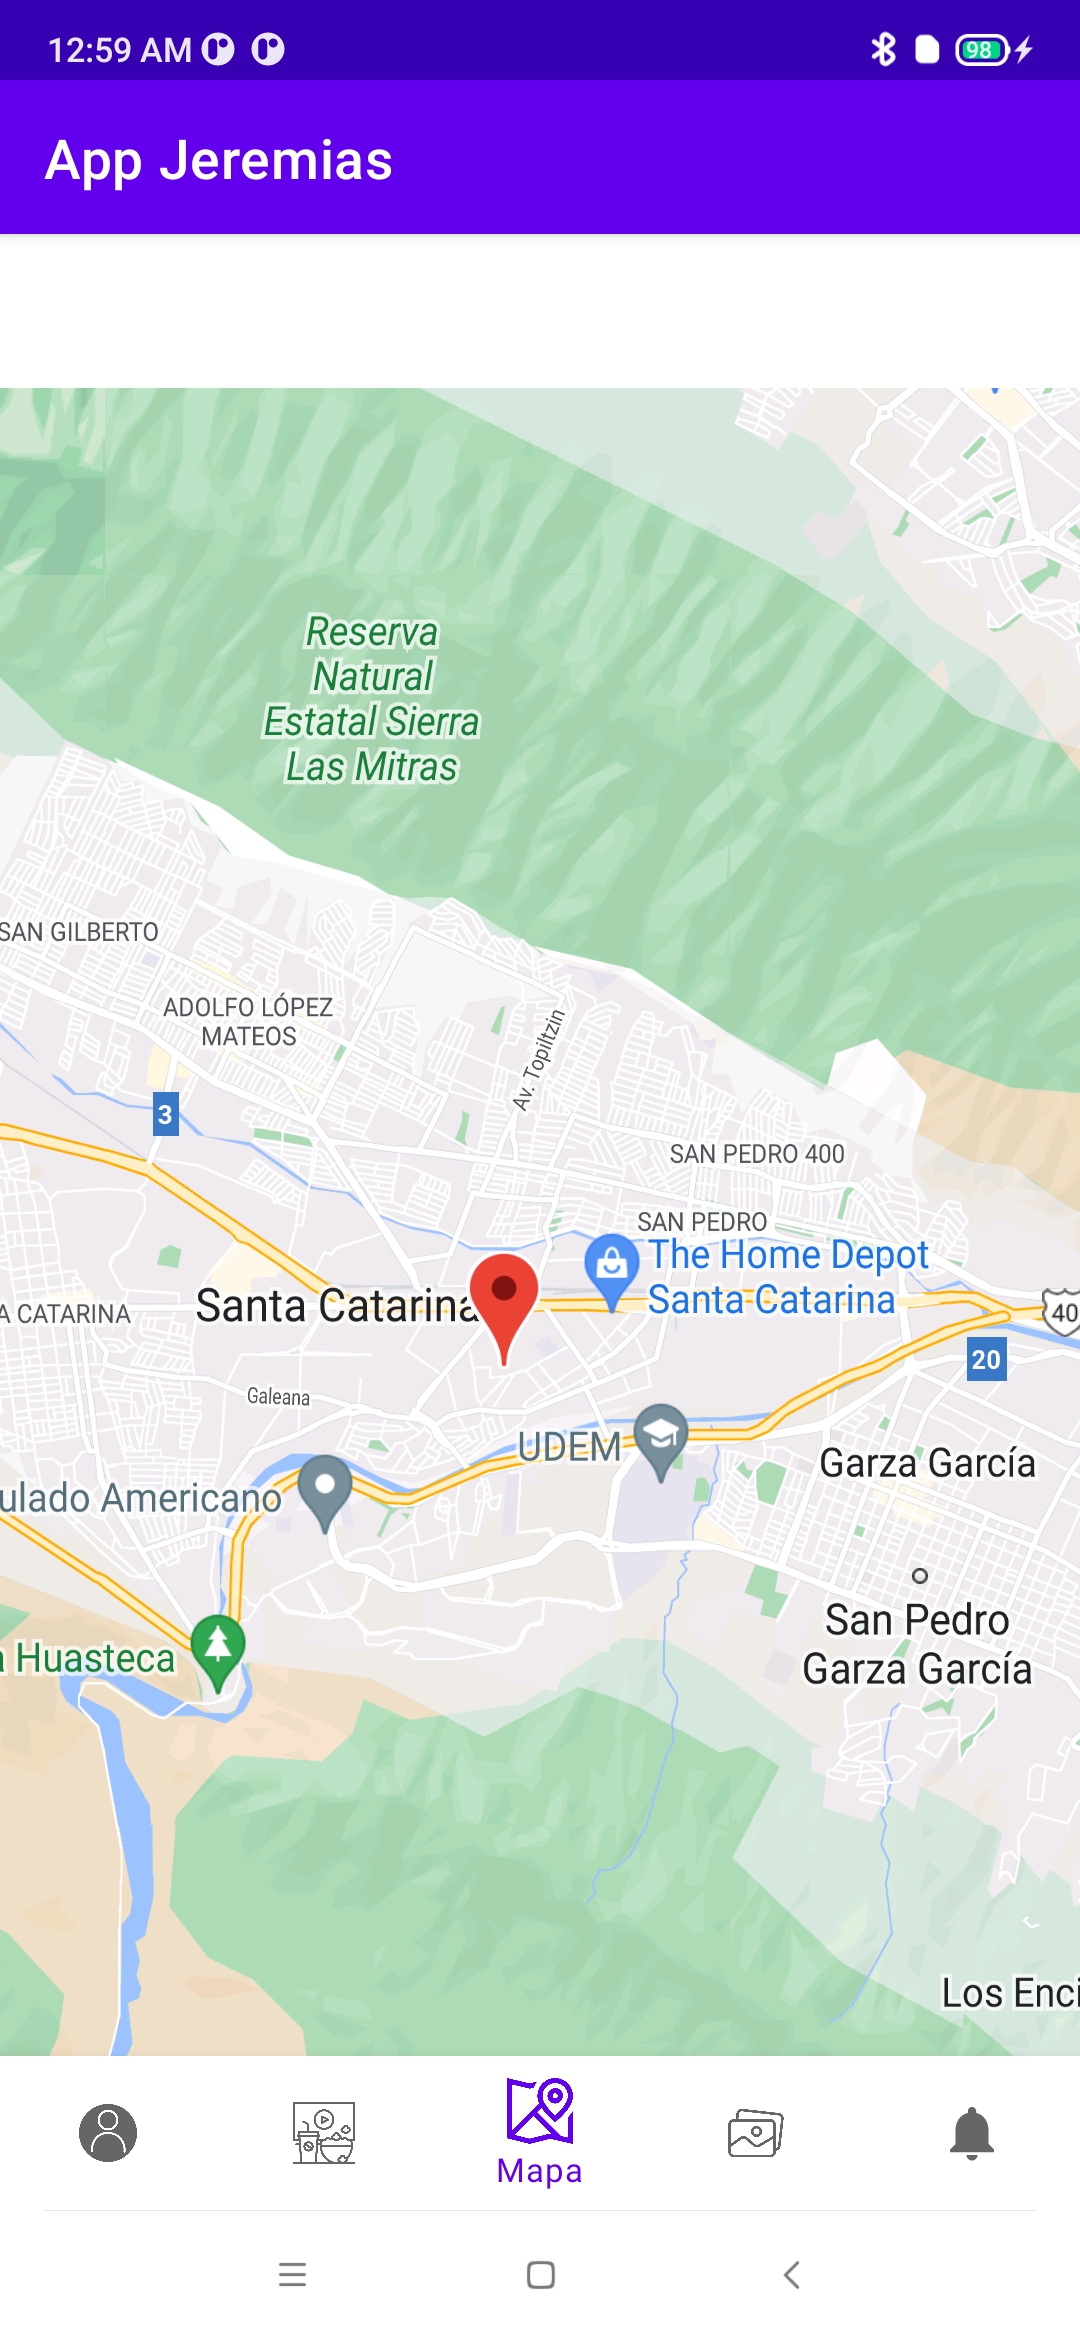 12:59 AM
98
App Jeremias
Reserva
Natural
Estatal Sierra
Las Mitras
SAN GILBERTO
ADOLFO LÓPEZ
MATEOS
Av. Topiltzin
3
SAN PEDRO 400
SAN PEDRO
The Home Depot
Santa Catarina
Santa Catarina
A CATARINA
40
20
Galeana
UDEM
Garza García
ulado Americano
San Pedro
Garza García
a Huasteca
Los Enci
Mapa